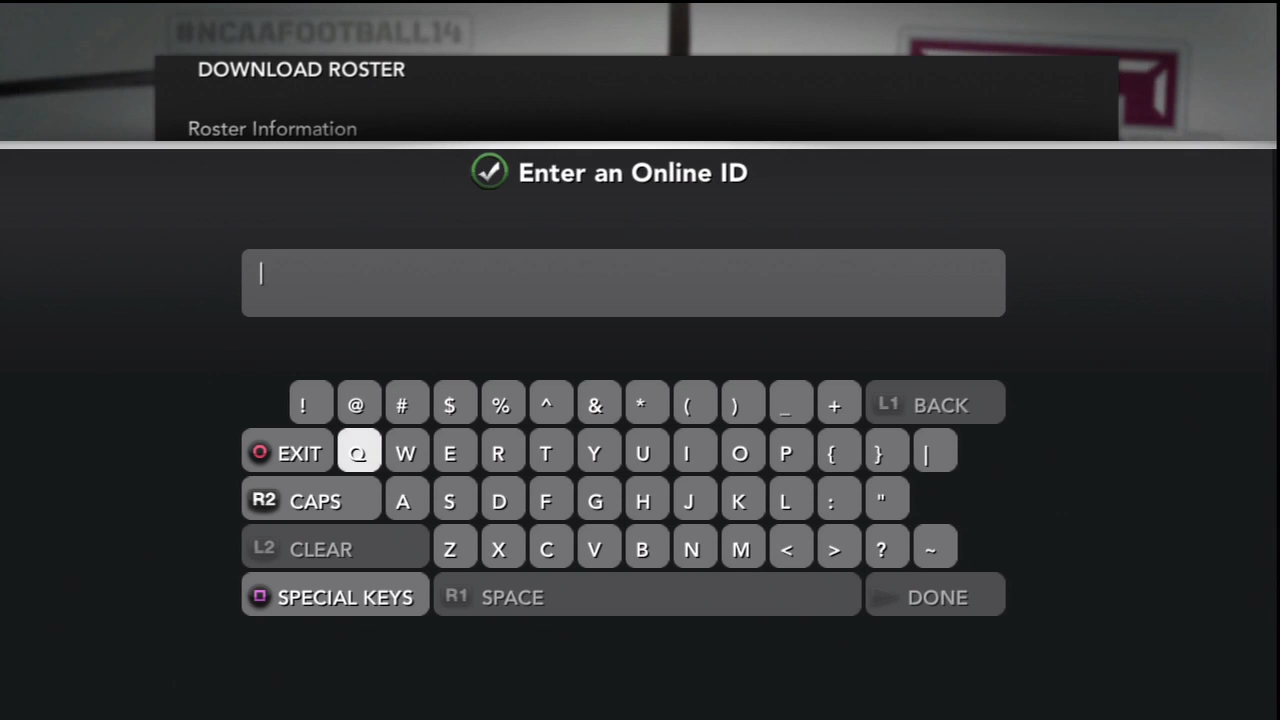 #NCAAFOOTBALL14
DOWNLOAD ROSTER
Roster Information
Enter an Online ID
! @ # $ % ^ & * ( ) _ + L1 BACK
EXIT Q W E R T Y U I O P { } |
R2 CAPS A S D F G H J K L : "
L2 CLEAR Z X C V B N M < > ? ~
SPECIAL KEYS R1 SPACE DONE